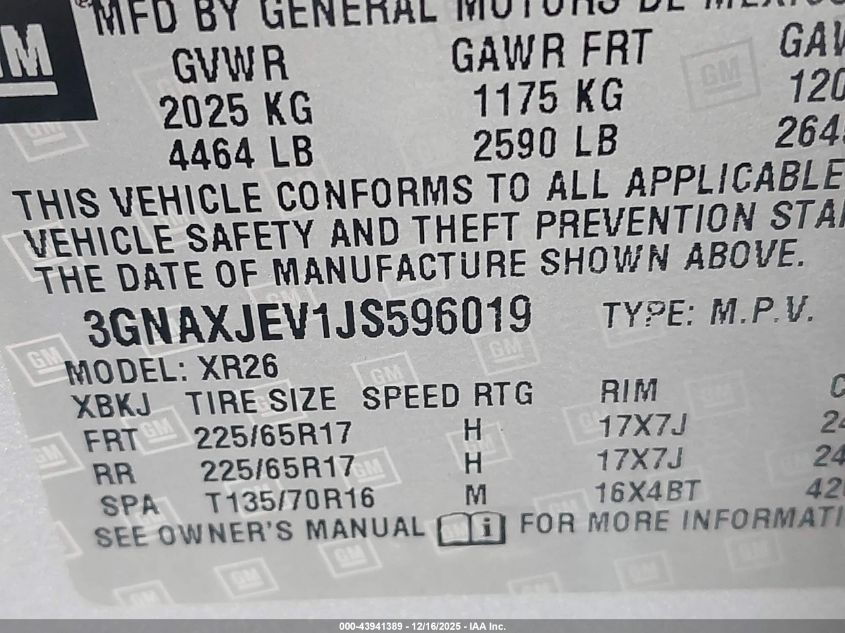 MFD BY GENERAL MOTORS DE MEXICO
GM
GVWR GAWR FRT
2025 KG 1175 KG
4464 LB 2590 LB
THIS VEHICLE CONFORMS TO ALL APPLICABLE
VEHICLE SAFETY AND THEFT PREVENTION
THE DATE OF MANUFACTURE SHOWN ABOVE.
3GNAXJEV1JS596019 TYPE: M.P.V.
MODEL: XR26
XBKJ TIRE SIZE SPEED RTG RIM
FRT 225/65R17 H 17X7J
RR 225/65R17 H 17X7J
SPA T135/70R16 M 16X4BT
SEE OWNER'S MANUAL i FOR MORE
000-43941389 - 12/16/2025 - IAA Inc.